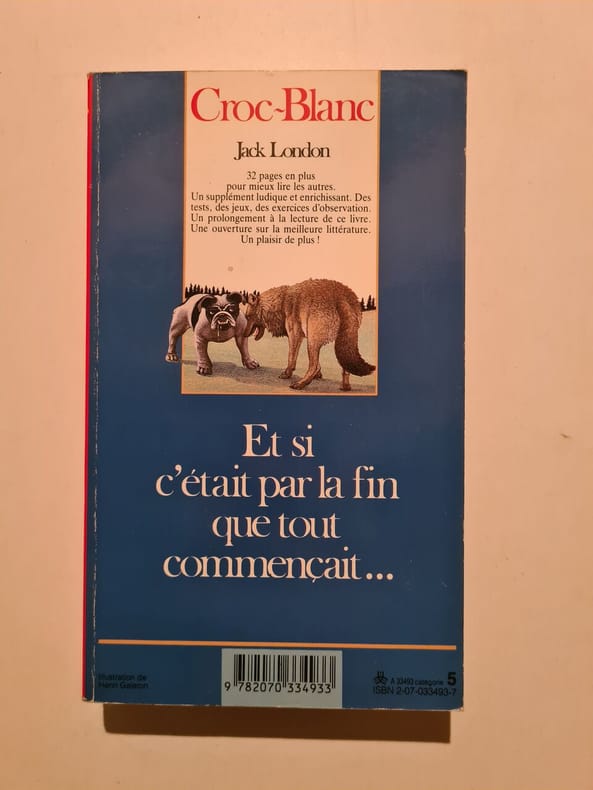 Croc-Blanc
Jack London
32 pages en plus
pour mieux lire les autres.
Un supplément ludique et enrichissant. Des
tests, des jeux, des exercices d'observation.
Un prolongement à la lecture de ce livre.
Une ouverture sur la meilleure littérature.
Un plaisir de plus !
Et si
c'était par la fin
que tout
commençait...
Illustration de
Henri Galeron
9 782070 334933
A 33493 catégorie 5
ISBN 2-07-033493-7